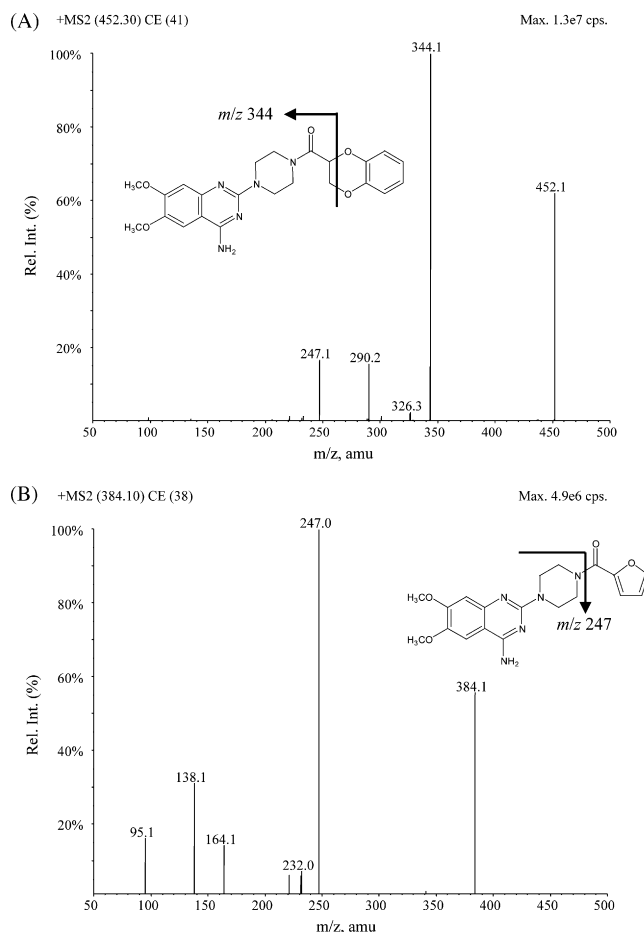 (A) +MS2 (452.30) CE (41) Max. 1.3e7 cps.
344.1
100%
m/z 344
80%
O
N
O
H₃CO
N
N
O
452.1
60%
H₃CO
N
NH₂
Rel. Int. (%)
40%
20%
247.1
290.2
326.3
50 100 150 200 250 300 350 400 450 500
m/z, amu
(B) +MS2 (384.10) CE (38) Max. 4.9e6 cps.
247.0
100%
O
N
O
80%
H₃CO
N
N
H₃CO
N
m/z 247
NH₂
384.1
60%
Rel. Int. (%)
40%
138.1
20%
95.1
164.1
232.0
50 100 150 200 250 300 350 400 450 500
m/z, amu